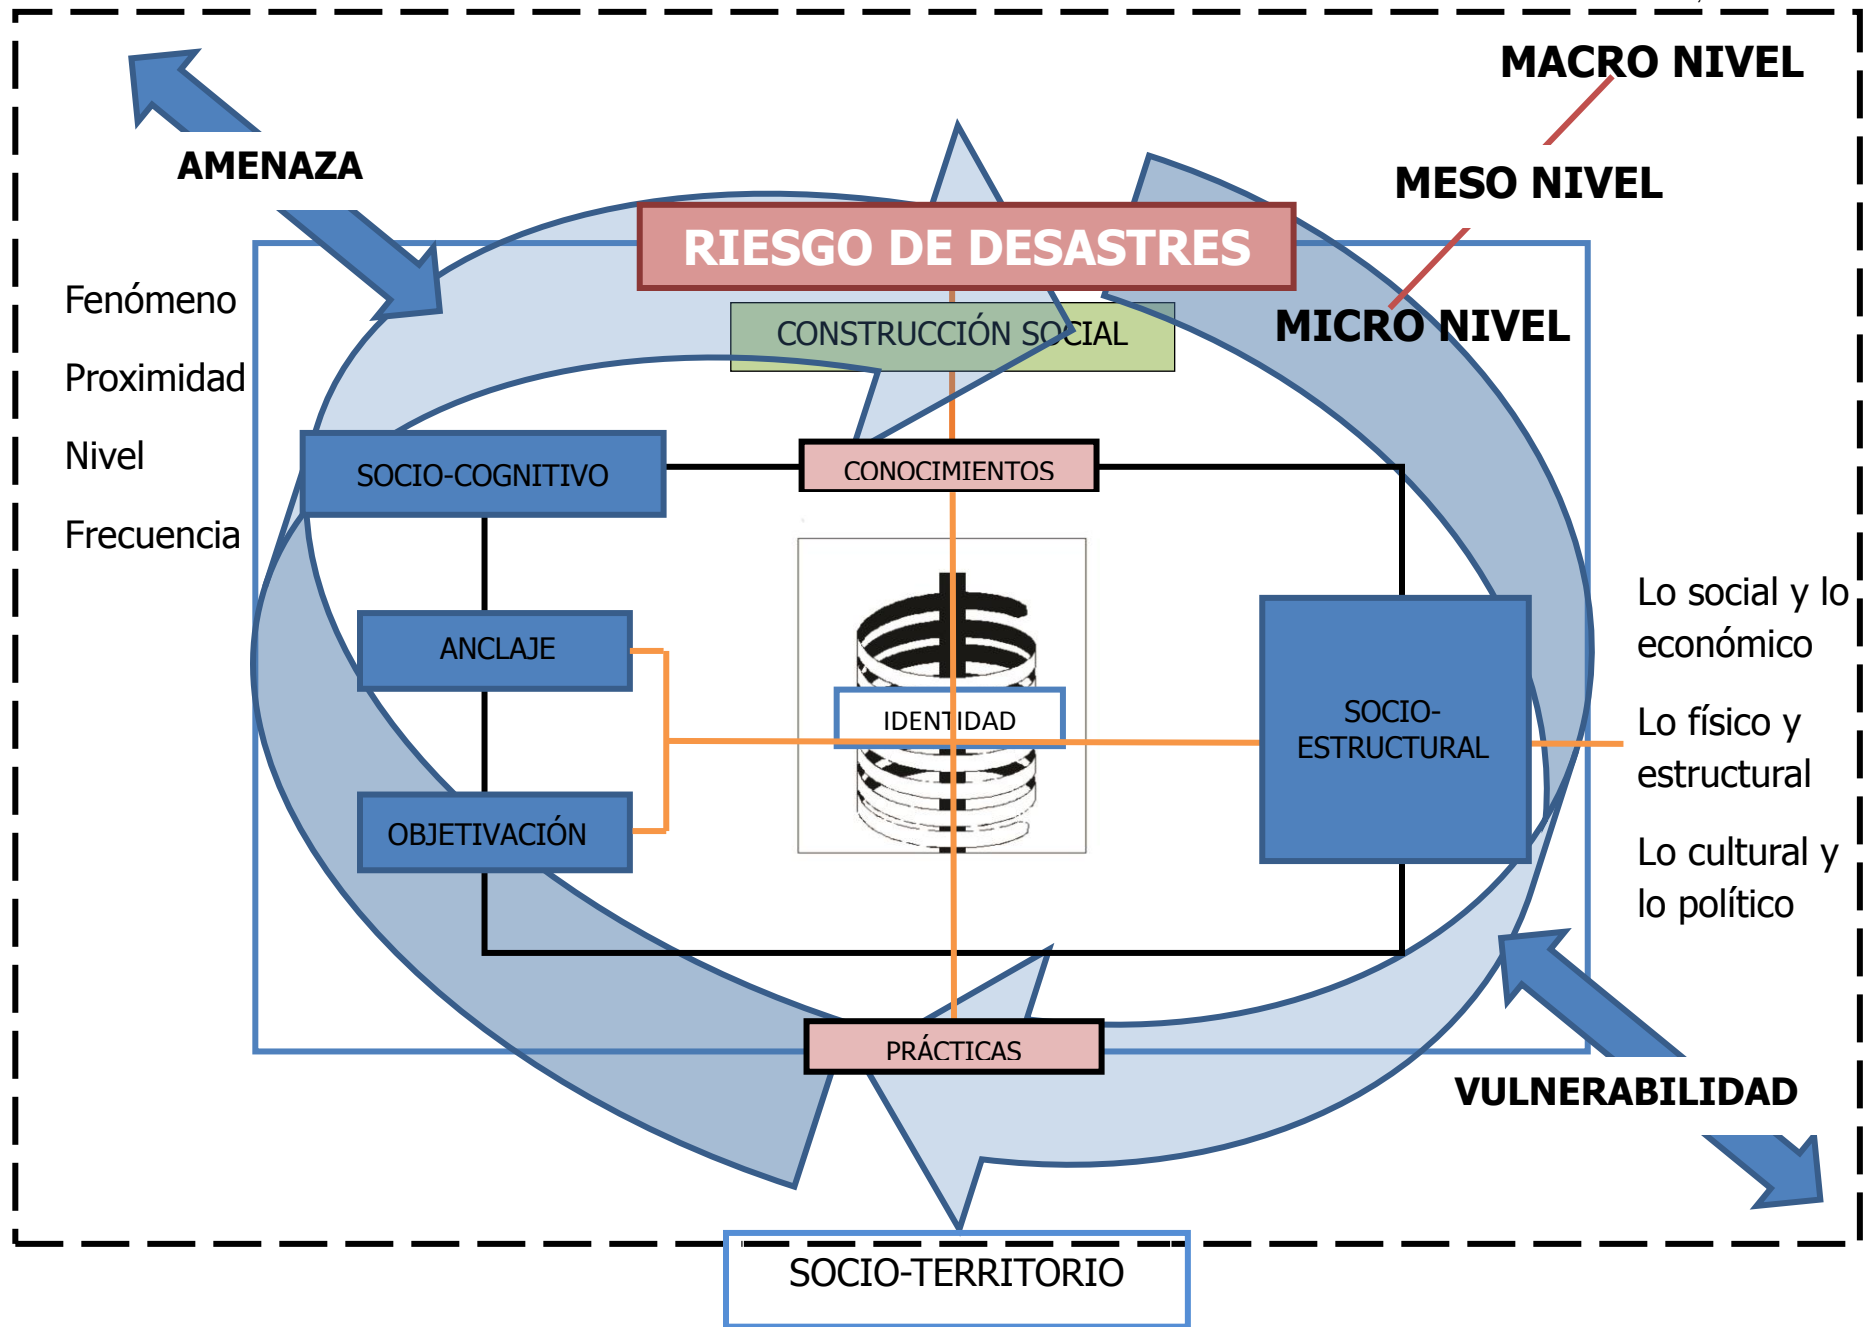 MACRO NIVEL
AMENAZA
MESO NIVEL
RIESGO DE DESASTRES
Fenómeno
CONSTRUCCIÓN SOCIAL
MICRO NIVEL
Proximidad
Nivel
SOCIO-COGNITIVO
CONOCIMIENTOS
Frecuencia
ANCLAJE
IDENTIDAD
SOCIO-
ESTRUCTURAL
Lo social y lo
económico
Lo físico y
estructural
OBJETIVACIÓN
Lo cultural y
lo político
PRÁCTICAS
VULNERABILIDAD
SOCIO-TERRITORIO